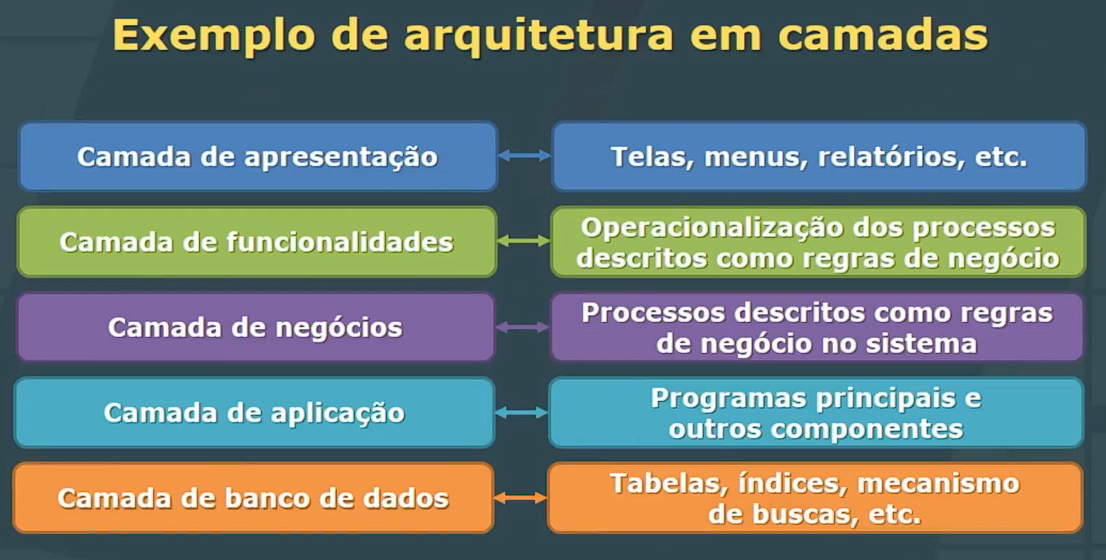 Exemplo de arquitetura em camadas
Camada de apresentação
Telas, menus, relatórios, etc.
Camada de funcionalidades
Operacionalização dos processos
descritos como regras de negócio
Camada de negócios
Processos descritos como regras
de negócio no sistema
Camada de aplicação
Programas principais e
outros componentes
Camada de banco de dados
Tabelas, índices, mecanismo
de buscas, etc.